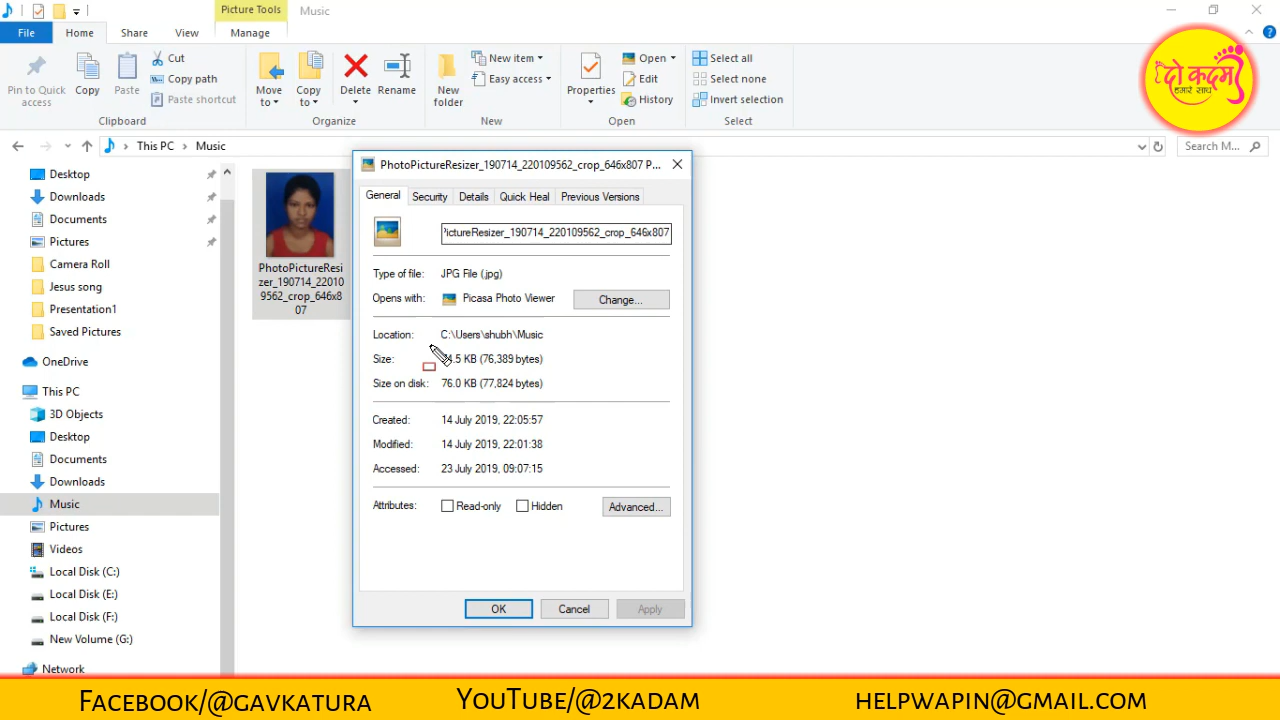 Picture Tools
Music
File
Home
Share
View
Manage
Pin to Quick access
Copy
Paste
Cut
Copy path
Paste shortcut
Clipboard
Move to
Copy to
Delete
Rename
Organize
New folder
New item
Easy access
New
Properties
Open
Edit
History
Open
Select all
Select none
Invert selection
Select
दो कदम
हमारे साथ
This PC
Music
Search M...
Desktop
Downloads
Documents
Pictures
Camera Roll
Jesus song
Presentation1
Saved Pictures
OneDrive
This PC
3D Objects
Desktop
Documents
Downloads
Music
Pictures
Videos
Local Disk (C:)
Local Disk (E:)
Local Disk (F:)
New Volume (G:)
Network
PhotoPictureResi
zer_190714_22010
9562_crop_646x8
07
PhotoPictureResizer_190714_220109562_crop_646x807 P...
General
Security
Details
Quick Heal
Previous Versions
PictureResizer_190714_220109562_crop_646x807
Type of file: JPG File (.jpg)
Opens with: Picasa Photo Viewer Change...
Location: C:\Users\shubh\Music
Size: 4.5 KB (76,389 bytes)
Size on disk: 76.0 KB (77,824 bytes)
Created: 14 July 2019, 22:05:57
Modified: 14 July 2019, 22:01:38
Accessed: 23 July 2019, 09:07:15
Attributes: Read-only Hidden Advanced...
OK Cancel Apply
Facebook/@gavkatura
YouTube/@2kadam
helpwapin@gmail.com